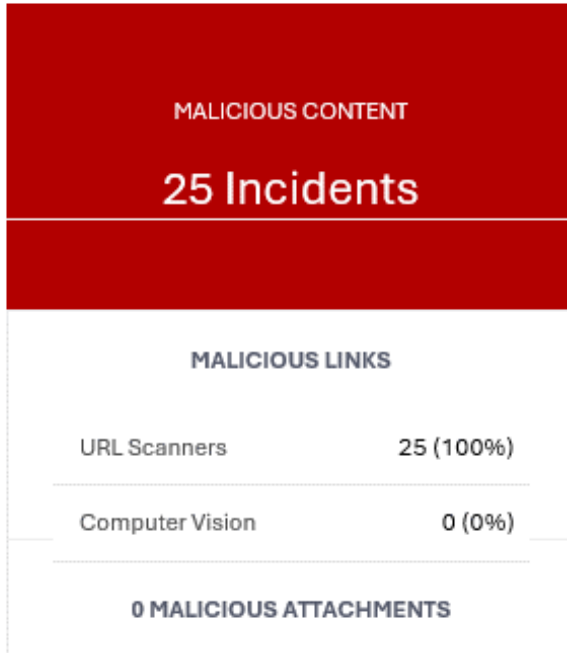 MALICIOUS CONTENT
25 Incidents
MALICIOUS LINKS
URL Scanners 25 (100%)
Computer Vision 0 (0%)
0 MALICIOUS ATTACHMENTS